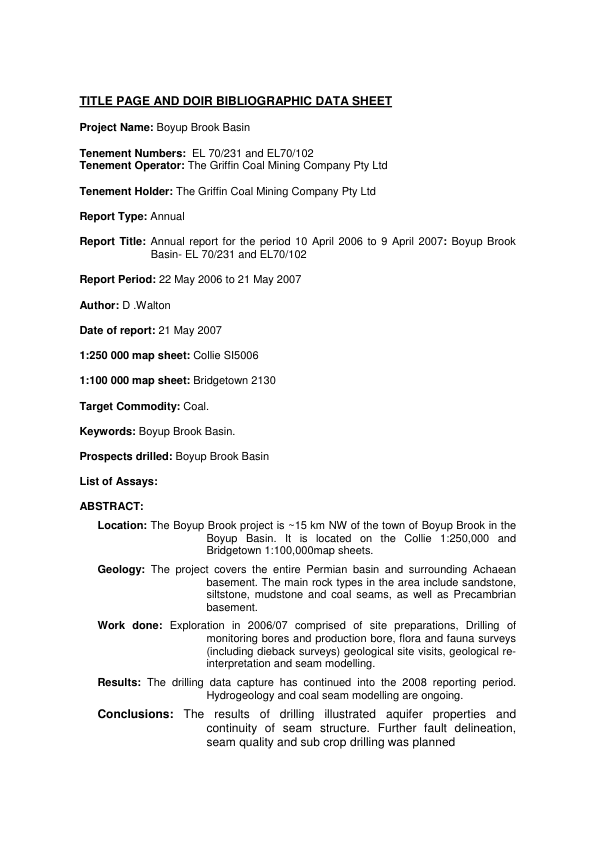 TITLE PAGE AND DOIR BIBLIOGRAPHIC DATA SHEET
Project Name: Boyup Brook Basin
Tenement Numbers: EL 70/231 and EL70/102
Tenement Operator: The Griffin Coal Mining Company Pty Ltd
Tenement Holder: The Griffin Coal Mining Company Pty Ltd
Report Type: Annual
Report Title: Annual report for the period 10 April 2006 to 9 April 2007: Boyup Brook
Basin- EL 70/231 and EL70/102
Report Period: 22 May 2006 to 21 May 2007
Author: D .Walton
Date of report: 21 May 2007
1:250 000 map sheet: Collie SI5006
1:100 000 map sheet: Bridgetown 2130
Target Commodity: Coal.
Keywords: Boyup Brook Basin.
Prospects drilled: Boyup Brook Basin
List of Assays:
ABSTRACT:
Location: The Boyup Brook project is ~15 km NW of the town of Boyup Brook in the
Boyup Basin. It is located on the Collie 1:250,000 and
Bridgetown 1:100,000map sheets.
Geology: The project covers the entire Permian basin and surrounding Achaean
basement. The main rock types in the area include sandstone,
siltstone, mudstone and coal seams, as well as Precambrian
basement.
Work done: Exploration in 2006/07 comprised of site preparations, Drilling of
monitoring bores and production bore, flora and fauna surveys
(including dieback surveys) geological site visits, geological re-
interpretation and seam modelling.
Results: The drilling data capture has continued into the 2008 reporting period.
Hydrogeology and coal seam modelling are ongoing.
Conclusions: The results of drilling illustrated aquifer properties and
continuity of seam structure. Further fault delineation,
seam quality and sub crop drilling was planned